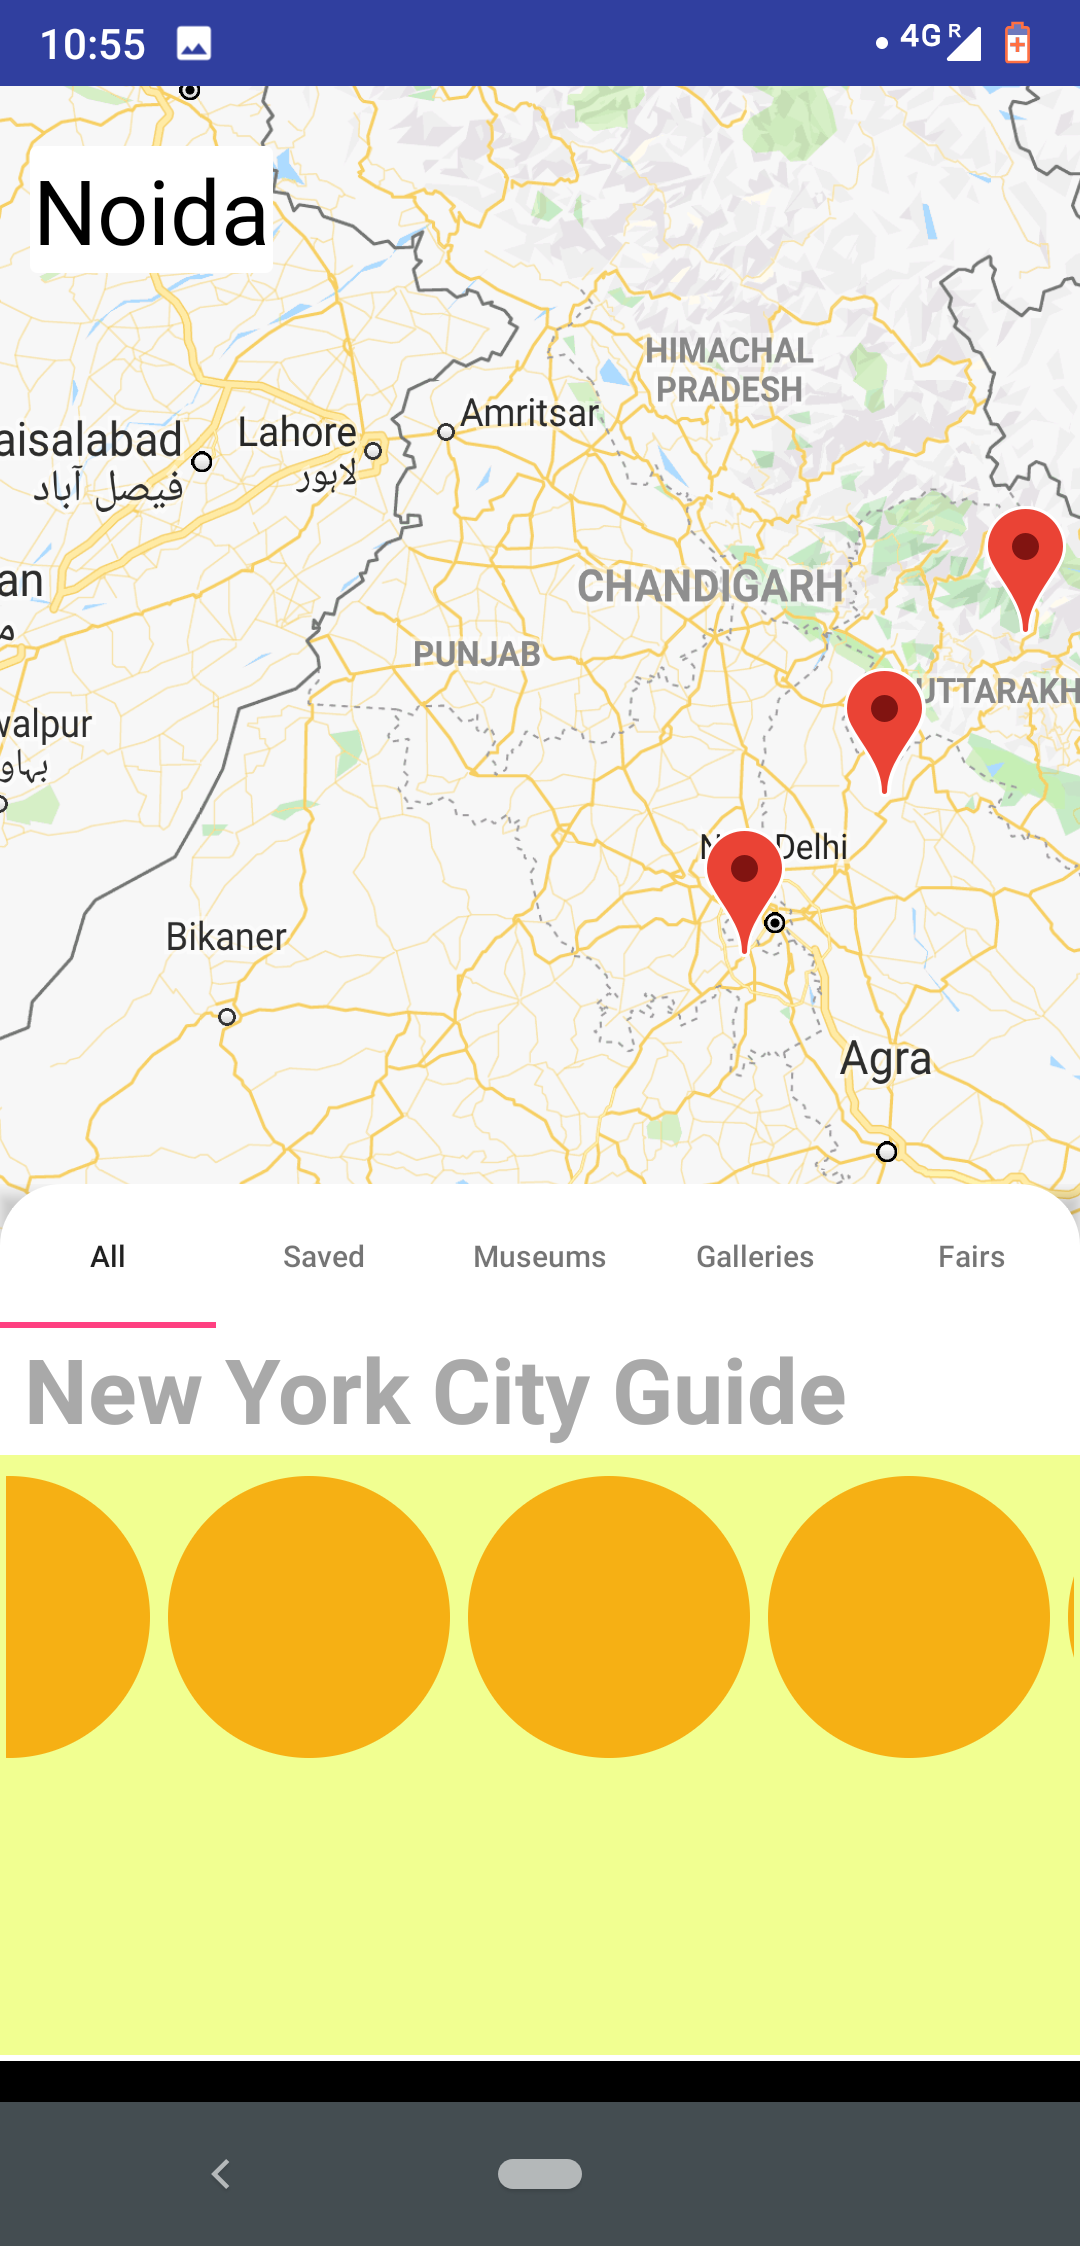 10:55
4G R
Noida
HIMACHAL
PRADESH
Amritsar
Lahore
لاہور
aisalabad
فیصل آباد
CHANDIGARH
an
PUNJAB
UTTARAKH
walpur
بہاو
Delhi
Bikaner
Agra
All Saved Museums Galleries Fairs
New York City Guide